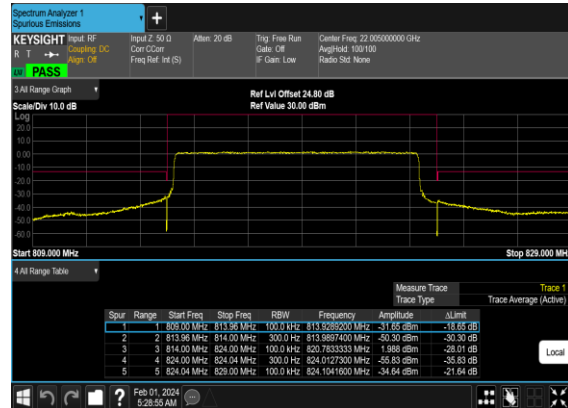 Spectrum Analyzer 1
Spurious Emissions
KEYSIGHT Input: RF Input Z: 50 Ω Atten: 20 dB Trig: Free Run Center Freq: 22.005000000 GHz
R T Coupling: DC Corr CCorr Gate: Off Avg|Hold: 100/100
Align: Off Freq Ref: Int (S) IF Gain: Low Radio Std: None
PASS
3 All Range Graph Ref Lvl Offset 24.80 dB
Scale/Div 10.0 dB Ref Value 30.00 dBm
Log
20.0
10.0
0.00
-10.0
-20.0
-30.0
-40.0
-50.0
-60.0
Start 809.000 MHz Stop 829.000 MH
4 All Range Table
Measure Trace Trace 1
Trace Type Trace Average (Active)
Spur Range Start Freq Stop Freq RBW Frequency Amplitude ΔLimit
1 1 809.00 MHz 813.96 MHz 100.0 kHz 813.9289200 MHz -31.65 dBm -18.65 dB
2 2 813.96 MHz 814.00 MHz 300.0 Hz 813.9897400 MHz -50.30 dBm -30.30 dB
3 3 814.00 MHz 824.00 MHz 100.0 kHz 820.7833333 MHz 1.988 dBm -28.01 dB
4 4 824.00 MHz 824.04 MHz 300.0 Hz 824.0127300 MHz -55.83 dBm -35.83 dB
5 5 824.04 MHz 829.00 MHz 100.0 kHz 824.1041600 MHz -34.64 dBm -21.64 dB
Local
? Feb 01, 2024
5:28:55 AM